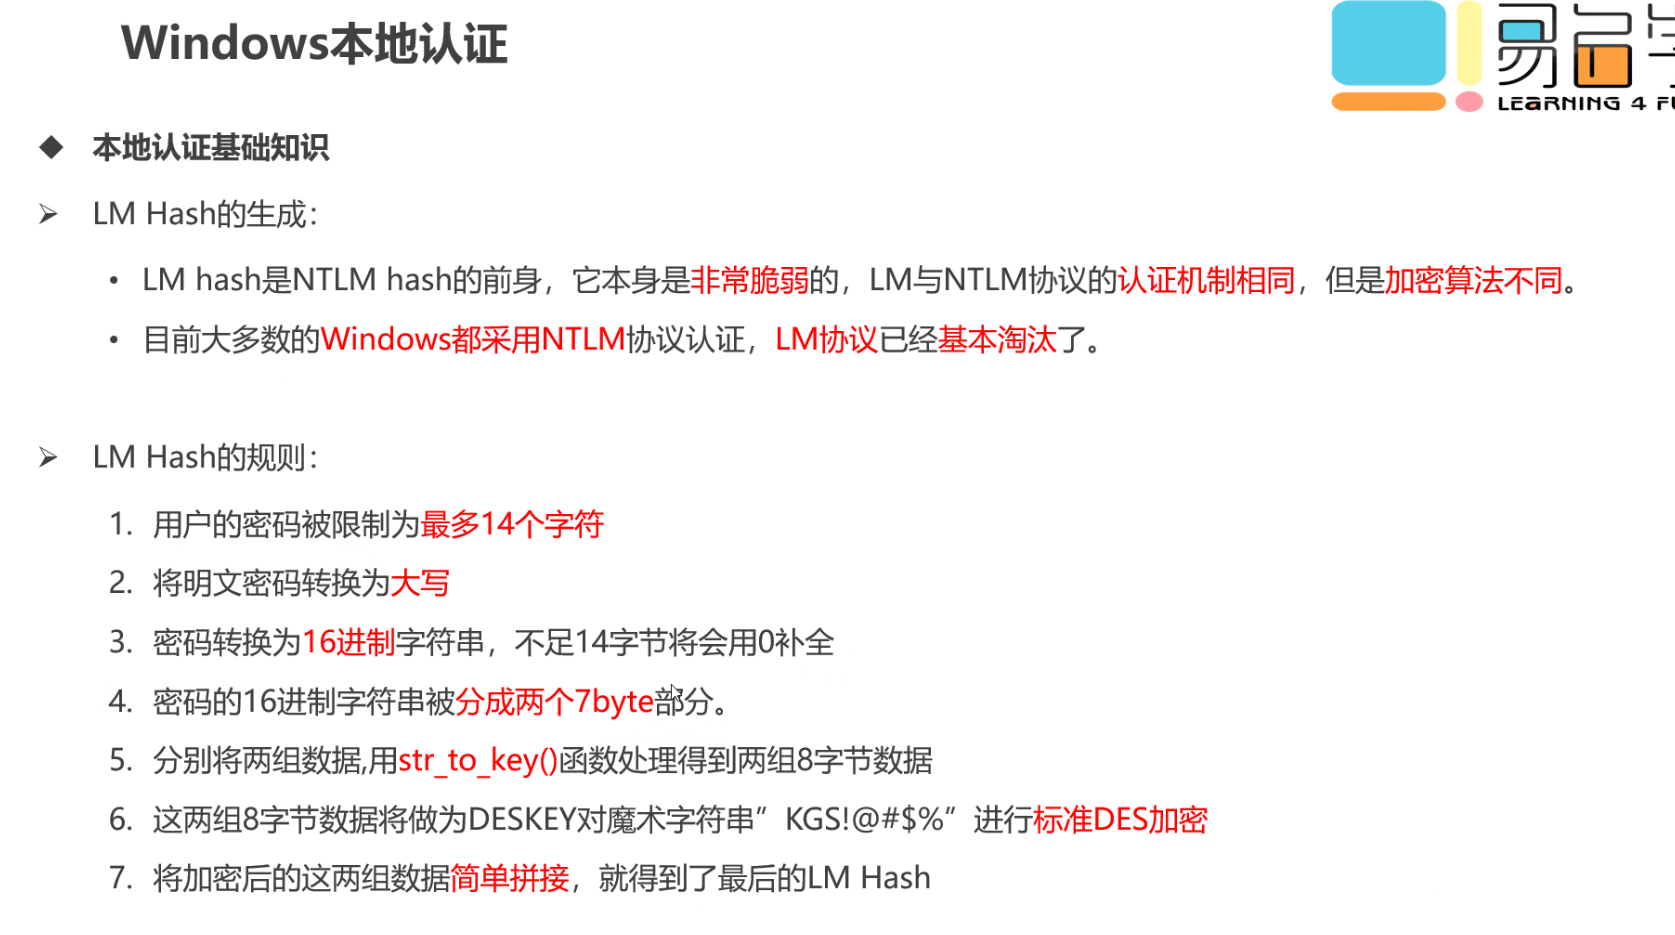 Windows本地认证
LEARNING 4 FU
◆ 本地认证基础知识
➢ LM Hash的生成：
• LM hash是NTLM hash的前身，它本身是非常脆弱的，LM与NTLM协议的认证机制相同，但是加密算法不同。
• 目前大多数的Windows都采用NTLM协议认证，LM协议已经基本淘汰了。
➢ LM Hash的规则：
1. 用户的密码被限制为最多14个字符
2. 将明文密码转换为大写
3. 密码转换为16进制字符串，不足14字节将会用0补全
4. 密码的16进制字符串被分成两个7byte部分。
5. 分别将两组数据,用str_to_key()函数处理得到两组8字节数据
6. 这两组8字节数据将做为DESKEY对魔术字符串”KGS!@#$%”进行标准DES加密
7. 将加密后的这两组数据简单拼接，就得到了最后的LM Hash